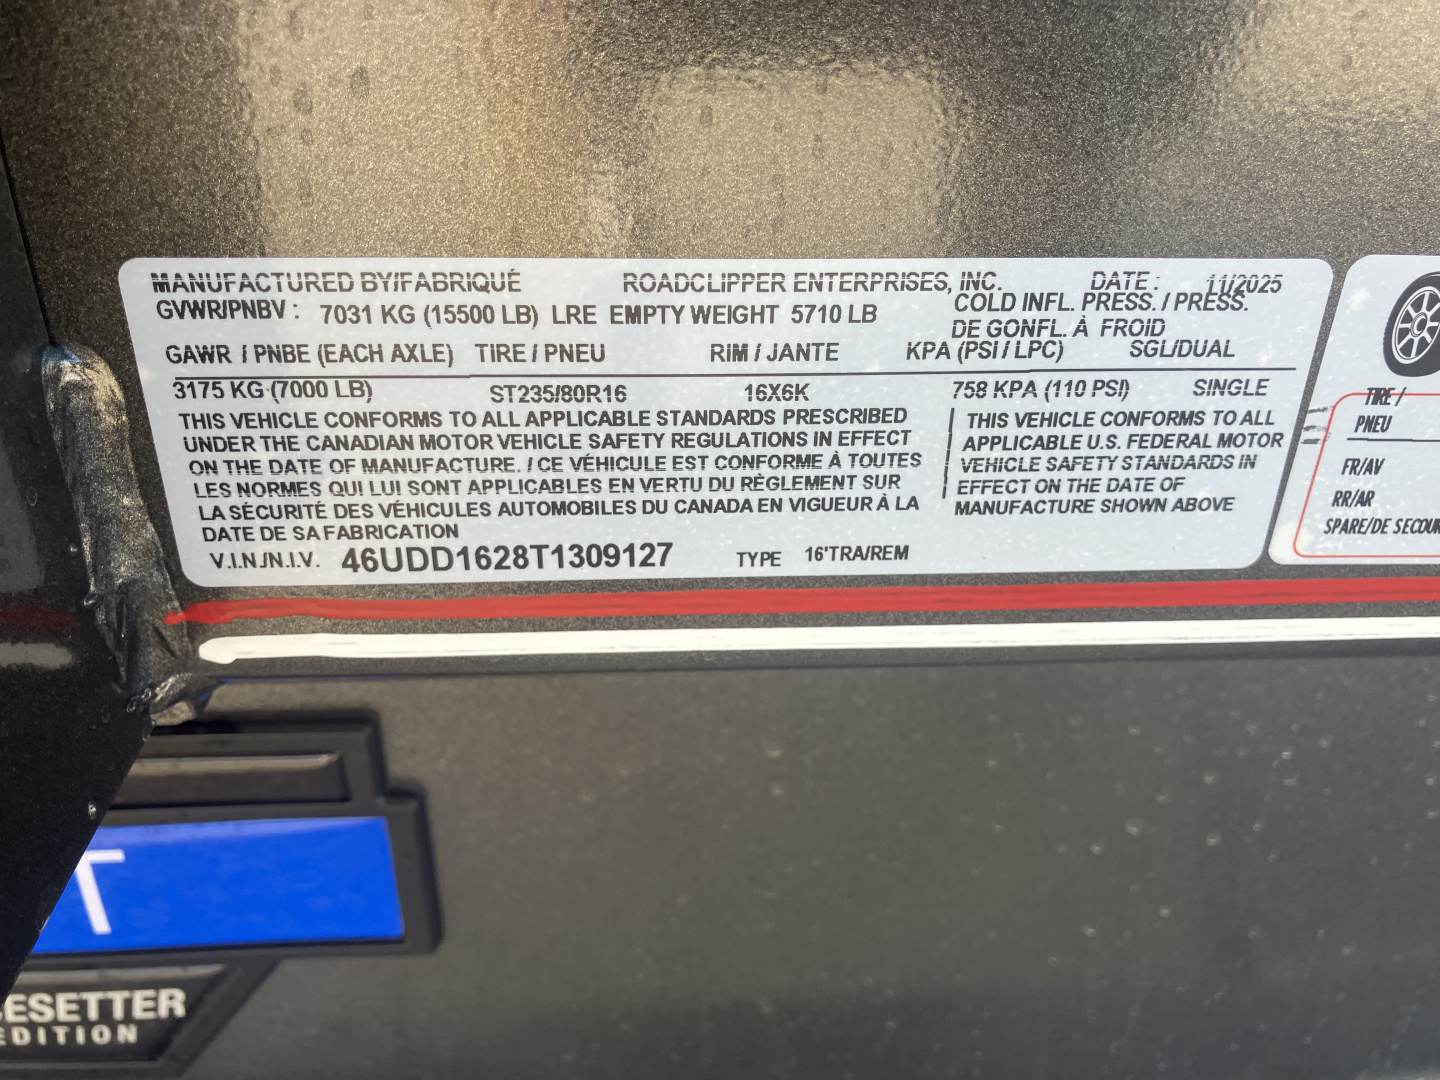 MANUFACTURED BY/FABRIQUÉ ROADCLIPPER ENTERPRISES, INC. DATE : 11/2025
GVWR/PNBV : 7031 KG (15500 LB) LRE EMPTY WEIGHT 5710 LB COLD INFL. PRESS. / PRESS.
DE GONFL. À FROID
GAWR / PNBE (EACH AXLE) TIRE / PNEU RIM / JANTE KPA (PSI / LPC) SGL/DUAL
3175 KG (7000 LB) ST235/80R16 16X6K 758 KPA (110 PSI) SINGLE
THIS VEHICLE CONFORMS TO ALL APPLICABLE STANDARDS PRESCRIBED
UNDER THE CANADIAN MOTOR VEHICLE SAFETY REGULATIONS IN EFFECT
ON THE DATE OF MANUFACTURE. / CE VÉHICULE EST CONFORME À TOUTES
LES NORMES QUI LUI SONT APPLICABLES EN VERTU DU RÈGLEMENT SUR
LA SÉCURITÉ DES VÉHICULES AUTOMOBILES DU CANADA EN VIGUEUR À LA
DATE DE SA FABRICATION
THIS VEHICLE CONFORMS TO ALL
APPLICABLE U.S. FEDERAL MOTOR
VEHICLE SAFETY STANDARDS IN
EFFECT ON THE DATE OF
MANUFACTURE SHOWN ABOVE
V.I.N./N.I.V. 46UDD1628T1309127 TYPE 16'TRA/REM
TIRE /
PNEU
FR/AV
RR/AR
SPARE/DE SECOUR
T
CESETTER
EDITION